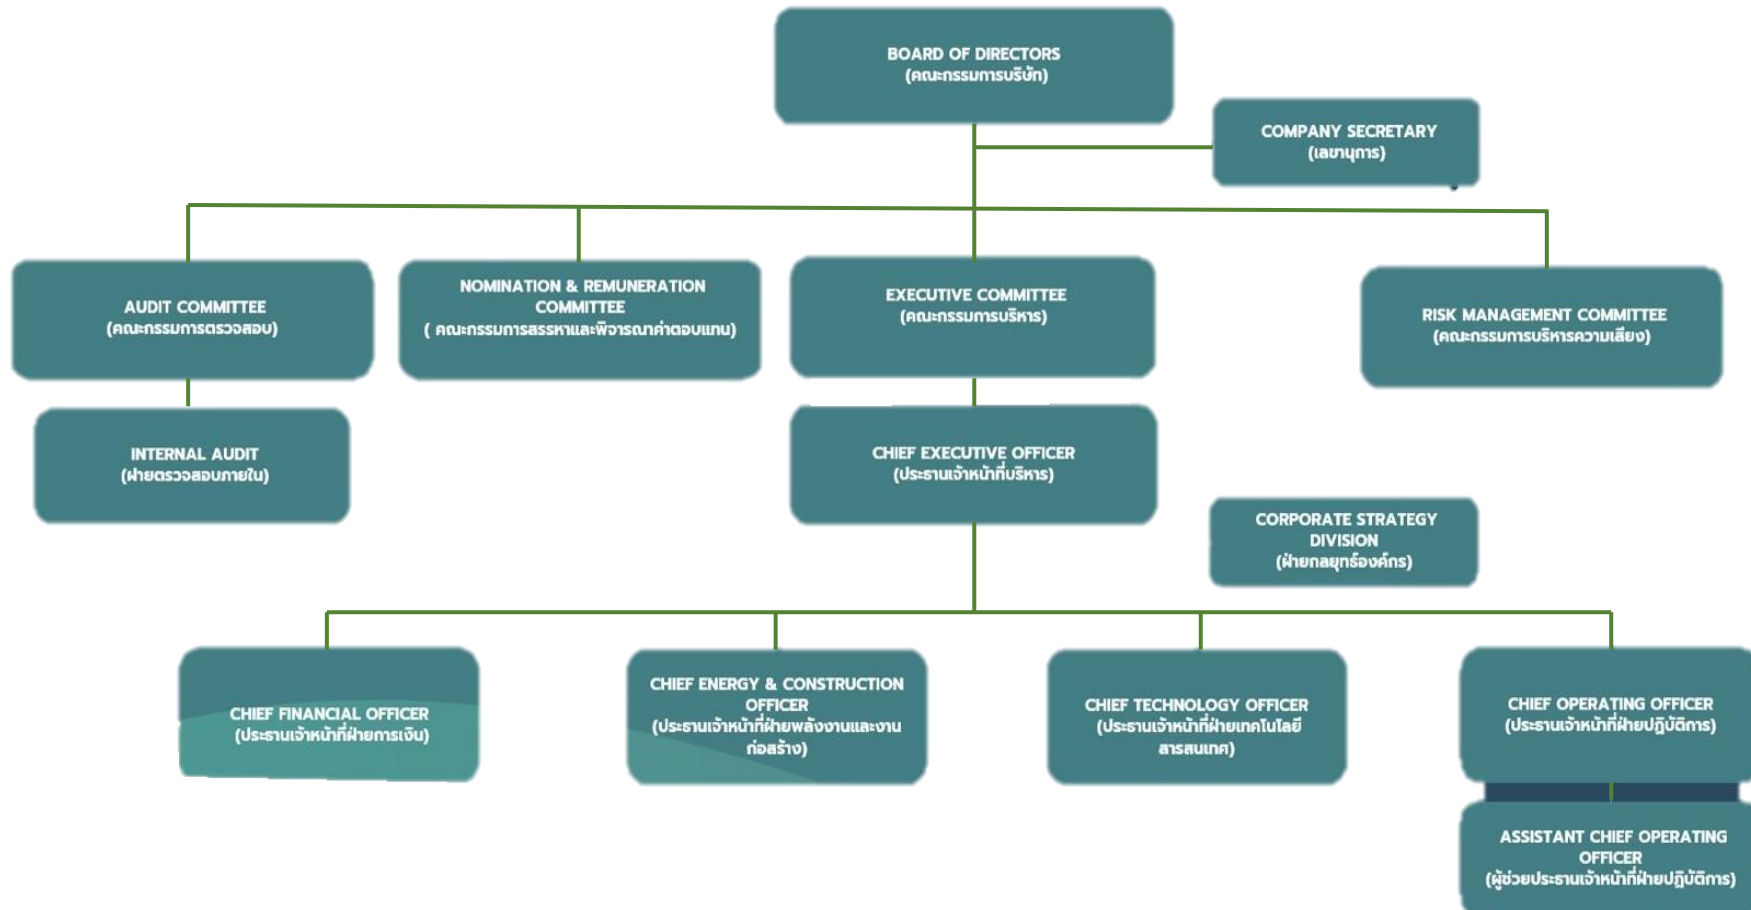 BOARD OF DIRECTORS
(คณะกรรมการบริษัท)
COMPANY SECRETARY
(เลขานุการ)
AUDIT COMMITTEE
(คณะกรรมการตรวจสอบ)
NOMINATION & REMUNERATION
COMMITTEE
( คณะกรรมการสรรหาและพิจารณาค่าตอบแทน)
EXECUTIVE COMMITTEE
(คณะกรรมการบริหาร)
RISK MANAGEMENT COMMITTEE
(คณะกรรมการบริหารความเสี่ยง)
INTERNAL AUDIT
(ฝ่ายตรวจสอบภายใน)
CHIEF EXECUTIVE OFFICER
(ประธานเจ้าหน้าที่บริหาร)
CORPORATE STRATEGY
DIVISION
(ฝ่ายกลยุทธ์องค์กร)
CHIEF FINANCIAL OFFICER
(ประธานเจ้าหน้าที่ฝ่ายการเงิน)
CHIEF ENERGY & CONSTRUCTION
OFFICER
(ประธานเจ้าหน้าที่ฝ่ายพลังงานและงาน
ก่อสร้าง)
CHIEF TECHNOLOGY OFFICER
(ประธานเจ้าหน้าที่ฝ่ายเทคโนโลยี
สารสนเทศ)
CHIEF OPERATING OFFICER
(ประธานเจ้าหน้าที่ฝ่ายปฏิบัติการ)
ASSISTANT CHIEF OPERATING
OFFICER
(ผู้ช่วยประธานเจ้าหน้าที่ฝ่ายปฏิบัติการ)